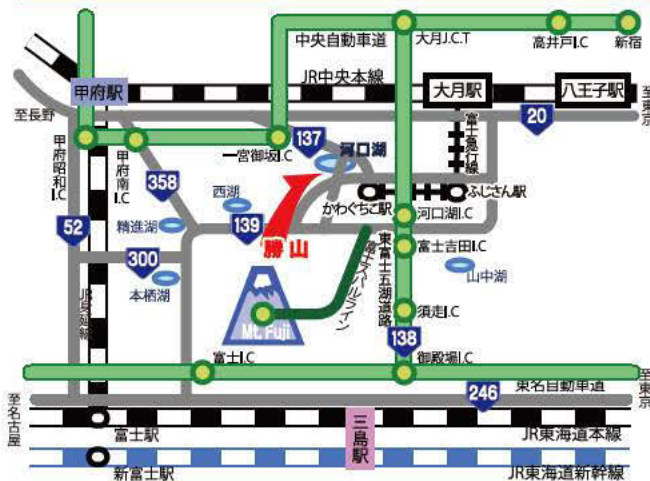 中央自動車道
大月J.C.T
高井戸I.C
新宿
JR中央本線
甲府駅
大月駅
八王子駅
至東京
至長野
20
137
河口湖
富士急行線
甲府昭和I.C
甲府南I.C
一宮御坂I.C
358
西湖
かわぐちこ駅
ふじさん駅
河口湖I.C
52
精進湖
139
勝山
富士吉田I.C
300
本栖湖
富士スバルライン
東富士五湖道路
山中湖
JR身延線
Mt.Fuji
須走I.C
138
富士I.C
御殿場I.C
東名自動車道
至東京
246
至名古屋
富士駅
三島駅
JR東海道本線
新富士駅
JR東海道新幹線